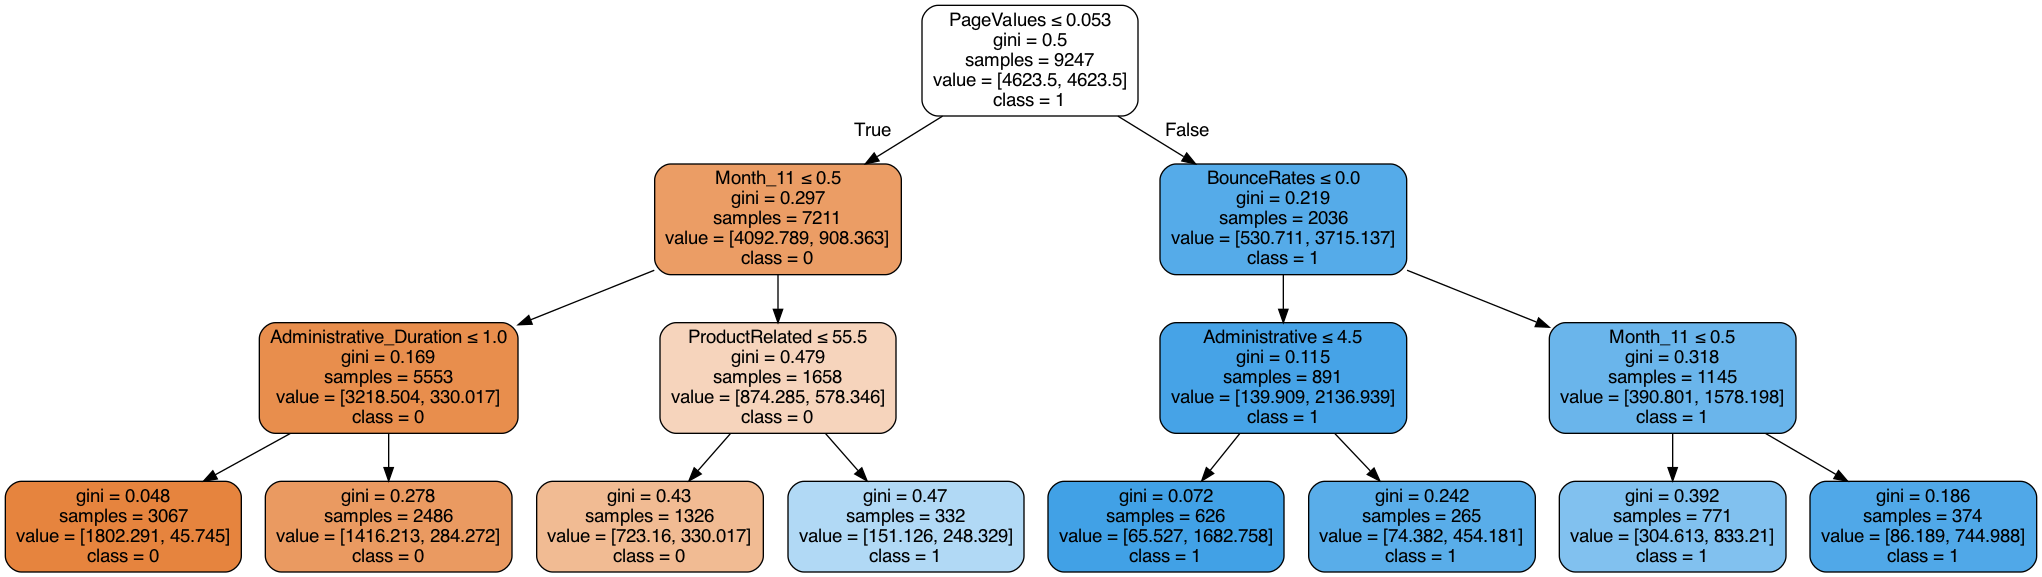 PageValues ≤ 0.053
gini = 0.5
samples = 9247
value = [4623.5, 4623.5]
class = 1
True
False
Month_11 ≤ 0.5
gini = 0.297
samples = 7211
value = [4092.789, 908.363]
class = 0
BounceRates ≤ 0.0
gini = 0.219
samples = 2036
value = [530.711, 3715.137]
class = 1
Administrative_Duration ≤ 1.0
gini = 0.169
samples = 5553
value = [3218.504, 330.017]
class = 0
ProductRelated ≤ 55.5
gini = 0.479
samples = 1658
value = [874.285, 578.346]
class = 0
Administrative ≤ 4.5
gini = 0.115
samples = 891
value = [139.909, 2136.939]
class = 1
Month_11 ≤ 0.5
gini = 0.318
samples = 1145
value = [390.801, 1578.198]
class = 1
gini = 0.048
samples = 3067
value = [1802.291, 45.745]
class = 0
gini = 0.278
samples = 2486
value = [1416.213, 284.272]
class = 0
gini = 0.43
samples = 1326
value = [723.16, 330.017]
class = 0
gini = 0.47
samples = 332
value = [151.126, 248.329]
class = 1
gini = 0.072
samples = 626
value = [65.527, 1682.758]
class = 1
gini = 0.242
samples = 265
value = [74.382, 454.181]
class = 1
gini = 0.392
samples = 771
value = [304.613, 833.21]
class = 1
gini = 0.186
samples = 374
value = [86.189, 744.988]
class = 1